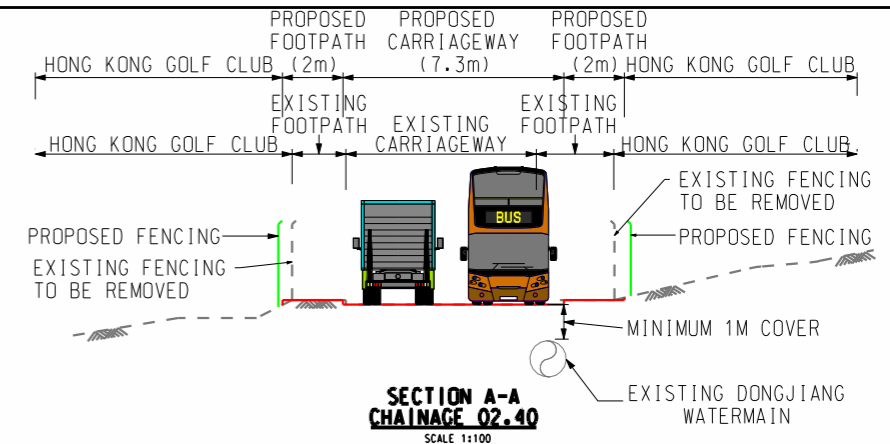 PROPOSED FOOTPATH (2m)
PROPOSED CARRIAGEWAY (7.3m)
PROPOSED FOOTPATH (2m)
HONG KONG GOLF CLUB
HONG KONG GOLF CLUB
EXISTING FOOTPATH
EXISTING CARRIAGEWAY
EXISTING FOOTPATH
HONG KONG GOLF CLUB
HONG KONG GOLF CLUB
EXISTING FENCING
TO BE REMOVED
BUS
PROPOSED FENCING
PROPOSED FENCING
EXISTING FENCING
TO BE REMOVED
MINIMUM 1M COVER
EXISTING DONGJIANG
WATERMAIN
SECTION A-A
CHAINAGE 02.40
SCALE 1:100